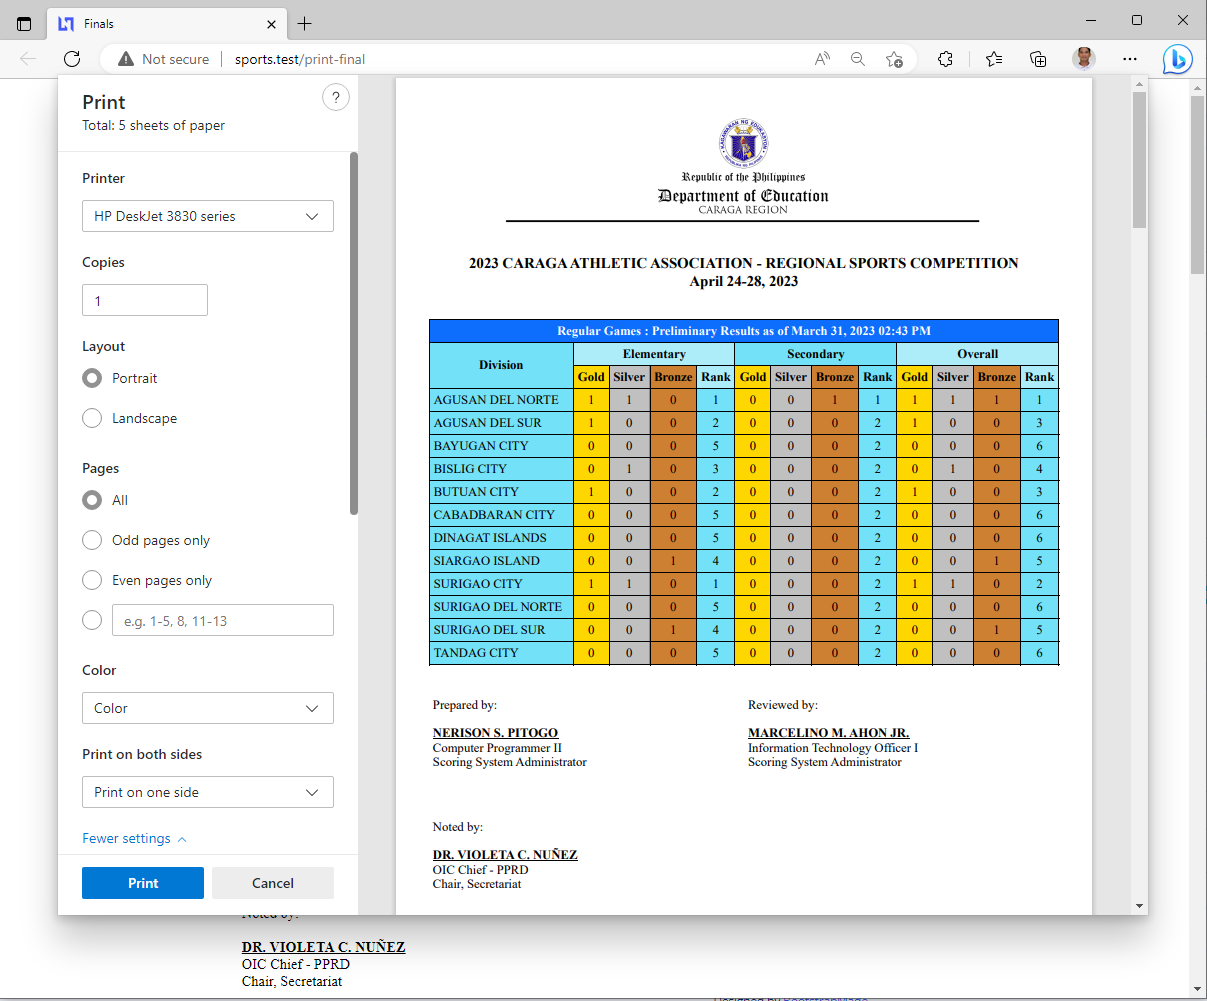 Finals
Not secure sports.test/print-final
Print
Total: 5 sheets of paper
?
Printer
HP DeskJet 3830 series
Copies
1
Layout
Portrait
Landscape
Pages
All
Odd pages only
Even pages only
e.g. 1-5, 8, 11-13
Color
Color
Print on both sides
Print on one side
Fewer settings
Print Cancel
KAGAWARAN NG EDUKASYON
REPUBLIKA NG PILIPINAS
Republic of the Philippines
Department of Education
CARAGA REGION
2023 CARAGA ATHLETIC ASSOCIATION - REGIONAL SPORTS COMPETITION
April 24-28, 2023
Regular Games : Preliminary Results as of March 31, 2023 02:43 PM
Division Elementary Secondary Overall
Gold Silver Bronze Rank Gold Silver Bronze Rank Gold Silver Bronze Rank
AGUSAN DEL NORTE 1 1 0 1 0 0 1 1 1 1 1 1
AGUSAN DEL SUR 1 0 0 2 0 0 0 2 1 0 0 3
BAYUGAN CITY 0 0 0 5 0 0 0 2 0 0 0 6
BISLIG CITY 0 1 0 3 0 0 0 2 0 1 0 4
BUTUAN CITY 1 0 0 2 0 0 0 2 1 0 0 3
CABADBARAN CITY 0 0 0 5 0 0 0 2 0 0 0 6
DINAGAT ISLANDS 0 0 0 5 0 0 0 2 0 0 0 6
SIARGAO ISLAND 0 0 1 4 0 0 0 2 0 0 1 5
SURIGAO CITY 1 1 0 1 0 0 0 2 1 1 0 2
SURIGAO DEL NORTE 0 0 0 5 0 0 0 2 0 0 0 6
SURIGAO DEL SUR 0 0 1 4 0 0 0 2 0 0 1 5
TANDAG CITY 0 0 0 5 0 0 0 2 0 0 0 6
Prepared by: Reviewed by:
NERISON S. PITOGO MARCELINO M. AHON JR.
Computer Programmer II Information Technology Officer I
Scoring System Administrator Scoring System Administrator
Noted by:
DR. VIOLETA C. NUÑEZ
OIC Chief - PPRD
Chair, Secretariat
Noted by:
DR. VIOLETA C. NUÑEZ
OIC Chief - PPRD
Chair, Secretariat
Designed by BootstrapMade